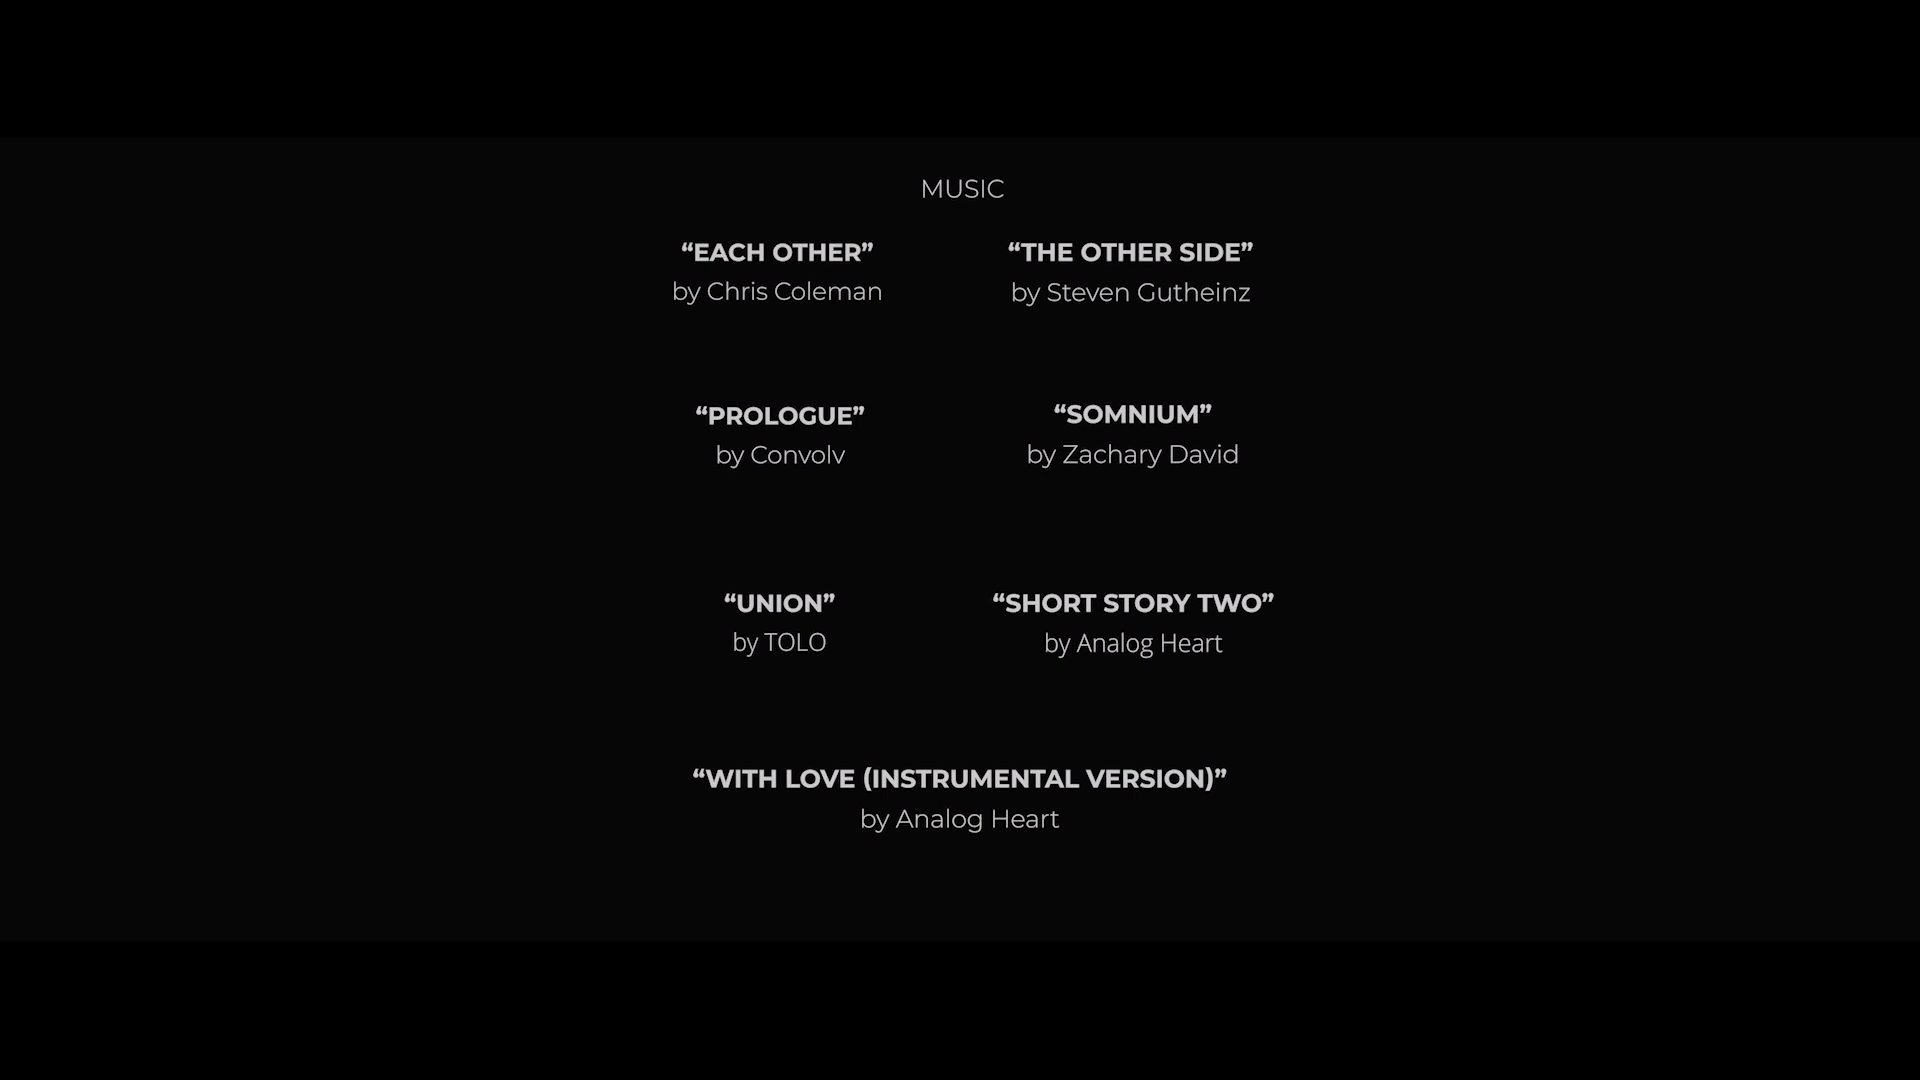 MUSIC
“EACH OTHER”
by Chris Coleman
“THE OTHER SIDE”
by Steven Gutheinz
“PROLOGUE”
by Convolv
“SOMNIUM”
by Zachary David
“UNION”
by TOLO
“SHORT STORY TWO”
by Analog Heart
“WITH LOVE (INSTRUMENTAL VERSION)”
by Analog Heart